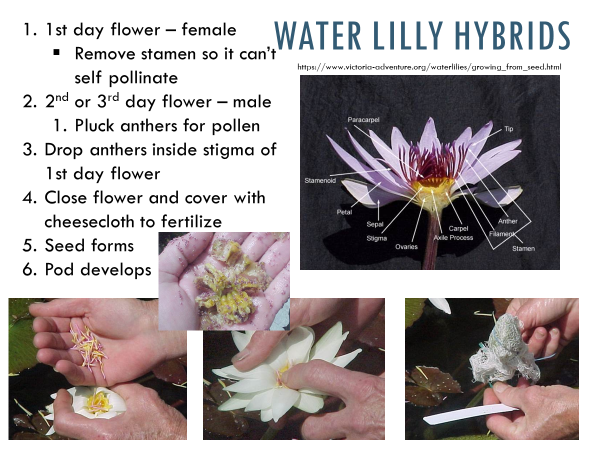 WATER LILLY HYBRIDS
https://www.victoria-adventure.org/waterlilies/growing_from_seed.html
1. 1st day flower – female
▪ Remove stamen so it can't
self pollinate
2. 2nd or 3rd day flower – male
1. Pluck anthers for pollen
3. Drop anthers inside stigma of
1st day flower
4. Close flower and cover with
cheesecloth to fertilize
5. Seed forms
6. Pod develops
Paracarpel
Tip
Stamenoid
Petal
Sepal
Stigma
Ovaries
Carpel
Axile Process
Anther
Filament
Stamen